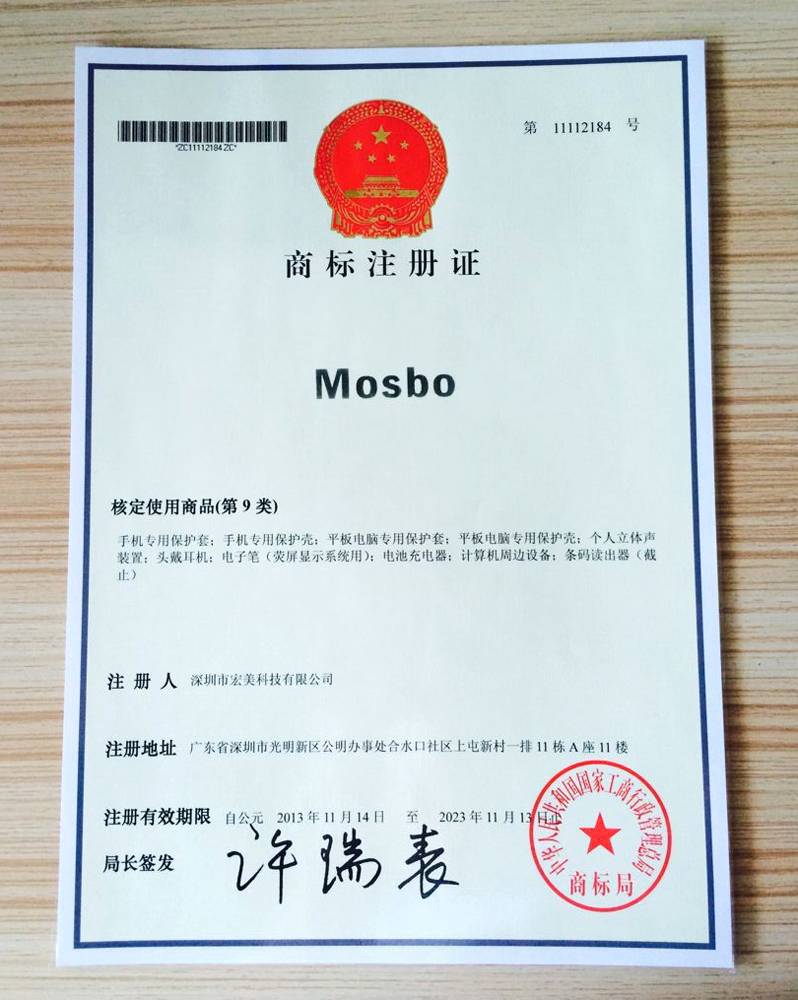 *ZC11112184ZC*
第 11112184 号
商标注册证
Mosbo
核定使用商品(第 9 类)
手机专用保护套；手机专用保护壳；平板电脑专用保护套；平板电脑专用保护壳；个人立体声
装置；头戴耳机；电子笔（荧屏显示系统用）；电池充电器；计算机周边设备；条码读出器（截
止）
注 册 人 深圳市宏美科技有限公司
注册地址 广东省深圳市光明新区公明办事处合水口社区上屯新村一排 11 栋 A 座 11 楼
注册有效期限 自公元 2013 年 11 月 14 日 至 2023 年 11 月 13 日止
局长签发 许瑞表
中华人民共和国国家工商行政管理总局
商标局